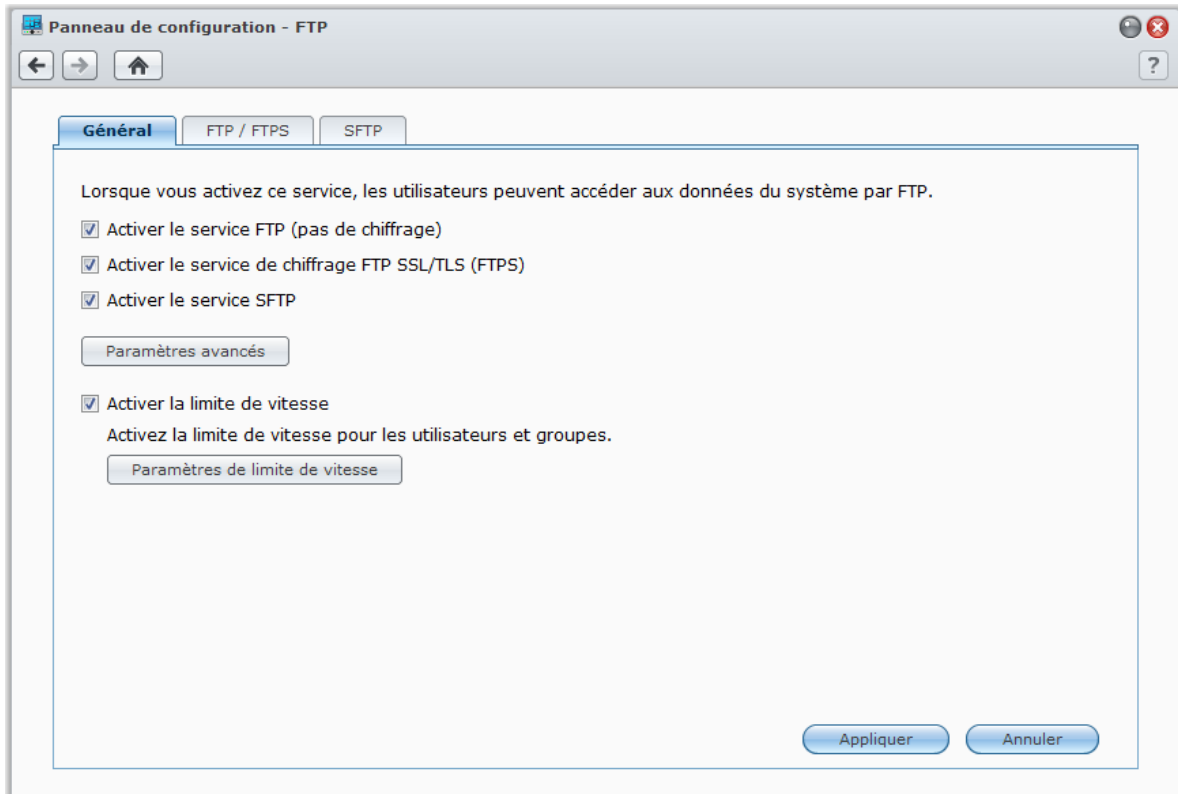 Panneau de configuration - FTP
?
Général
FTP / FTPS
SFTP
Lorsque vous activez ce service, les utilisateurs peuvent accéder aux données du système par FTP.
Activer le service FTP (pas de chiffrage)
Activer le service de chiffrage FTP SSL/TLS (FTPS)
Activer le service SFTP
Paramètres avancés
Activer la limite de vitesse
Activez la limite de vitesse pour les utilisateurs et groupes.
Paramètres de limite de vitesse
Appliquer
Annuler